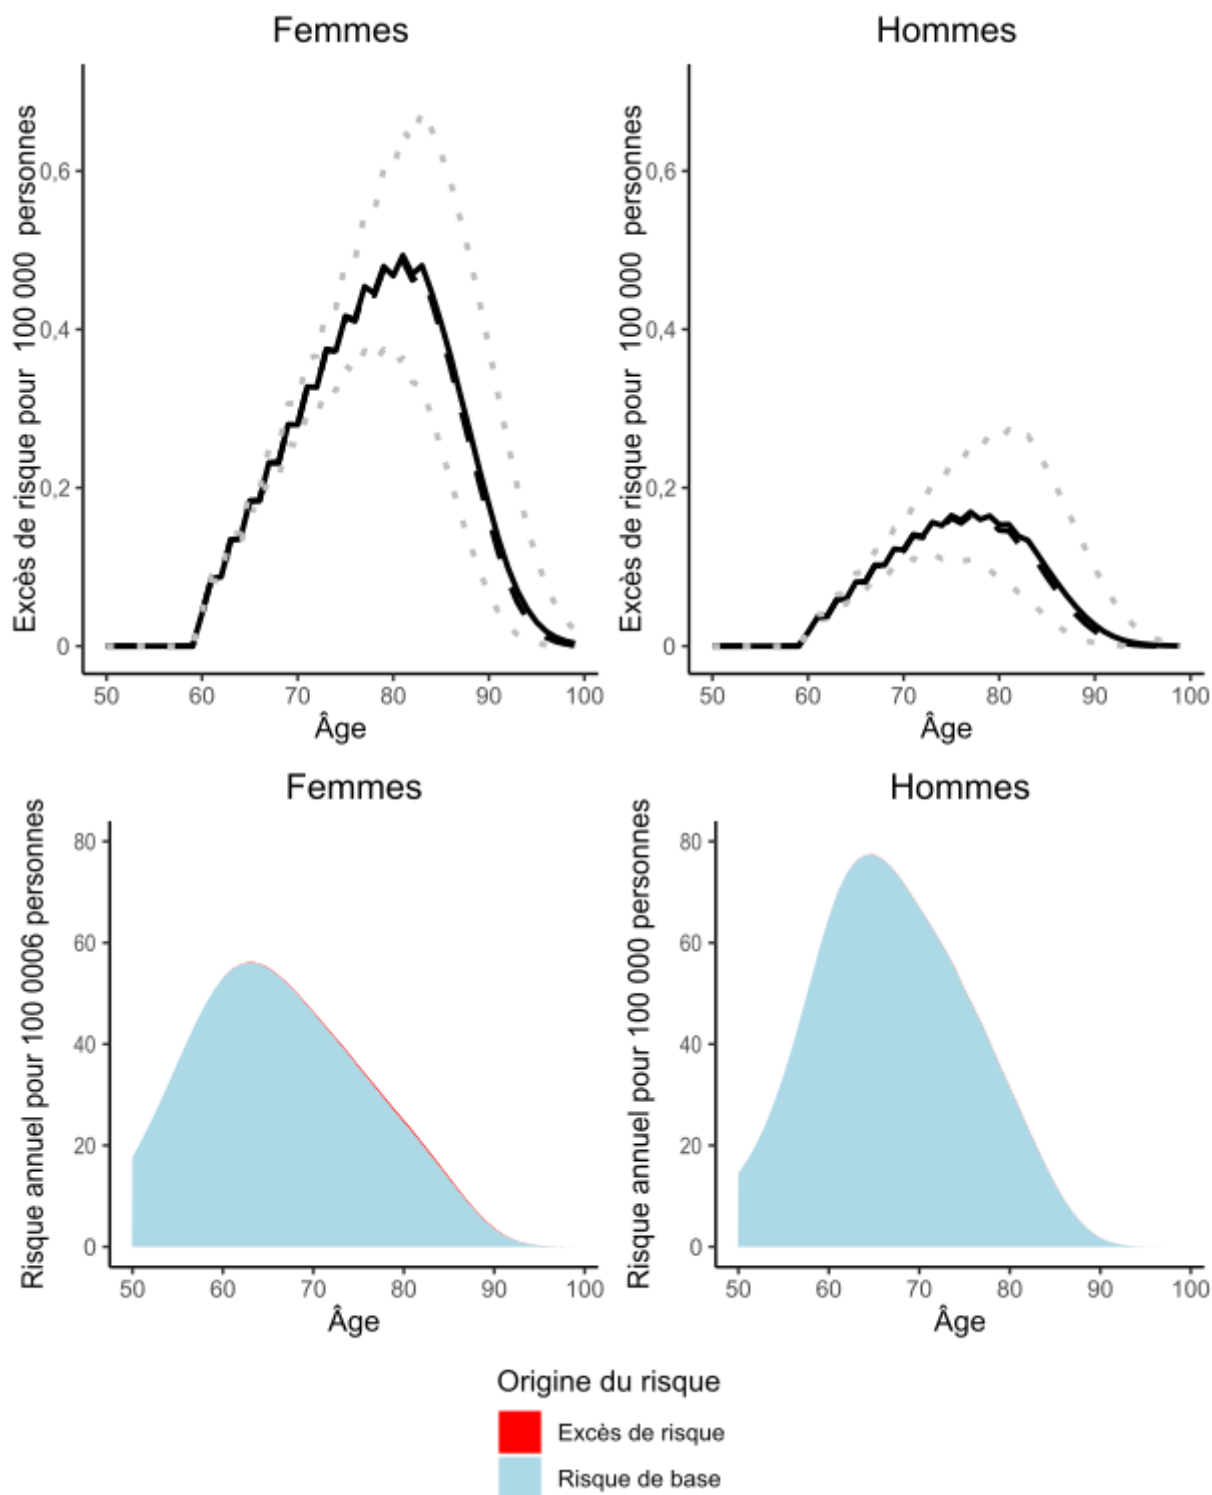 Femmes
Hommes
Excès de risque pour  100 000  personnes
0,6
0,4
0,2
0
50 60 70 80 90 100
Âge
Excès de risque pour  100 000  personnes
0,6
0,4
0,2
0
50 60 70 80 90 100
Âge
Femmes
Hommes
Risque annuel pour 100 0006 personnes
80
60
40
20
0
50 60 70 80 90 100
Âge
Risque annuel pour 100 000 personnes
80
60
40
20
0
50 60 70 80 90 100
Âge
Origine du risque
Excès de risque
Risque de base